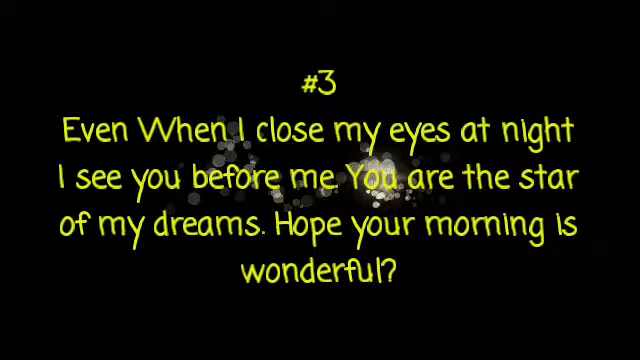 #3
Even When I close my eyes at night
I see you before me. You are the star
of my dreams. Hope your morning is
wonderful?